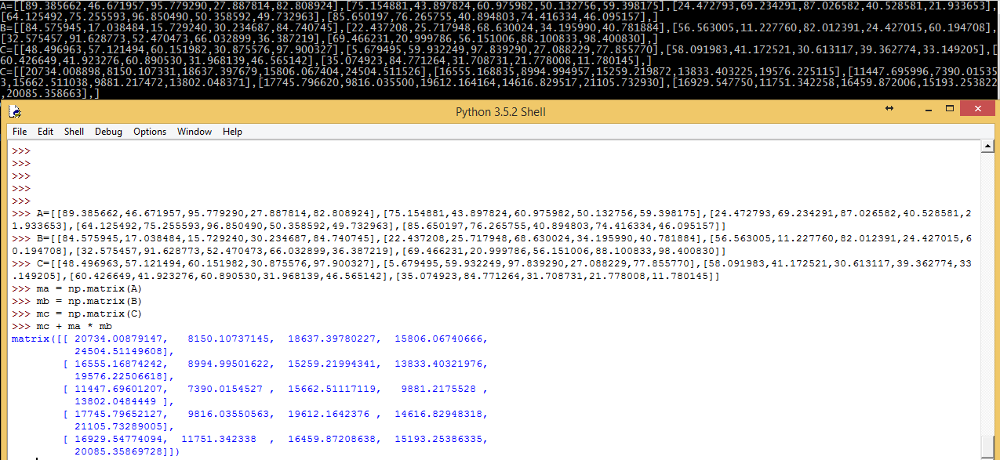 A=[[89.385662,46.671957,95.779290,27.887814,82.808924],[75.154881,43.897824,60.975982,50.132756,59.398175],[24.472793,69.234291,87.026582,40.528581,21.933653],
[64.125492,75.255593,96.850490,50.358592,49.732963],[85.650197,76.265755,40.894803,74.416334,46.095157],]
B=[[84.575945,17.038484,15.729240,30.234687,84.740745],[22.437208,25.717948,68.630024,34.195990,40.781884],[56.563005,11.227760,82.012391,24.427015,60.194708],
[32.575457,91.628773,52.470473,66.032899,36.387219],[69.466231,20.999786,56.151006,88.100833,98.400830],]
C=[[48.496963,57.121494,60.151982,30.875576,97.900327],[5.679495,59.932249,97.839290,27.088229,77.855770],[58.091983,41.172521,30.613117,39.362774,33.149205],[
60.426649,41.923276,60.890530,31.968139,46.565142],[35.074923,84.771264,31.708731,21.778008,11.780145],]
C=[[20734.008898,8150.107331,18637.397679,15806.067404,24504.511526],[16555.168835,8994.994957,15259.219872,13833.403225,19576.225115],[11447.695996,7390.01535
3,15662.511038,9881.217472,13802.048371],[17745.796620,9816.035500,19612.164164,14616.829517,21105.732930],[16929.547750,11751.342258,16459.872006,15193.253822
,20085.358663],]
Python 3.5.2 Shell
File Edit Shell Debug Options Window Help
>>>
>>>
>>>
>>>
>>>
>>> A=[[89.385662,46.671957,95.779290,27.887814,82.808924],[75.154881,43.897824,60.975982,50.132756,59.398175],[24.472793,69.234291,87.026582,40.528581,2
1.933653],[64.125492,75.255593,96.850490,50.358592,49.732963],[85.650197,76.265755,40.894803,74.416334,46.095157]]
>>> B=[[84.575945,17.038484,15.729240,30.234687,84.740745],[22.437208,25.717948,68.630024,34.195990,40.781884],[56.563005,11.227760,82.012391,24.427015,6
0.194708],[32.575457,91.628773,52.470473,66.032899,36.387219],[69.466231,20.999786,56.151006,88.100833,98.400830]]
>>> C=[[48.496963,57.121494,60.151982,30.875576,97.900327],[5.679495,59.932249,97.839290,27.088229,77.855770],[58.091983,41.172521,30.613117,39.362774,33
.149205],[60.426649,41.923276,60.890530,31.968139,46.565142],[35.074923,84.771264,31.708731,21.778008,11.780145]]
>>> ma = np.matrix(A)
>>> mb = np.matrix(B)
>>> mc = np.matrix(C)
>>> mc + ma * mb
matrix([[ 20734.00879147, 8150.10737145, 18637.39780227, 15806.06740666,
24504.51149608],
[ 16555.16874242, 8994.99501622, 15259.21994341, 13833.40321976,
19576.22506618],
[ 11447.69601207, 7390.0154527 , 15662.51117119, 9881.2175528 ,
13802.0484449 ],
[ 17745.79652127, 9816.03550563, 19612.1642376 , 14616.82948318,
21105.73289005],
[ 16929.54774094, 11751.342338 , 16459.87208638, 15193.25386335,
20085.35869728]])